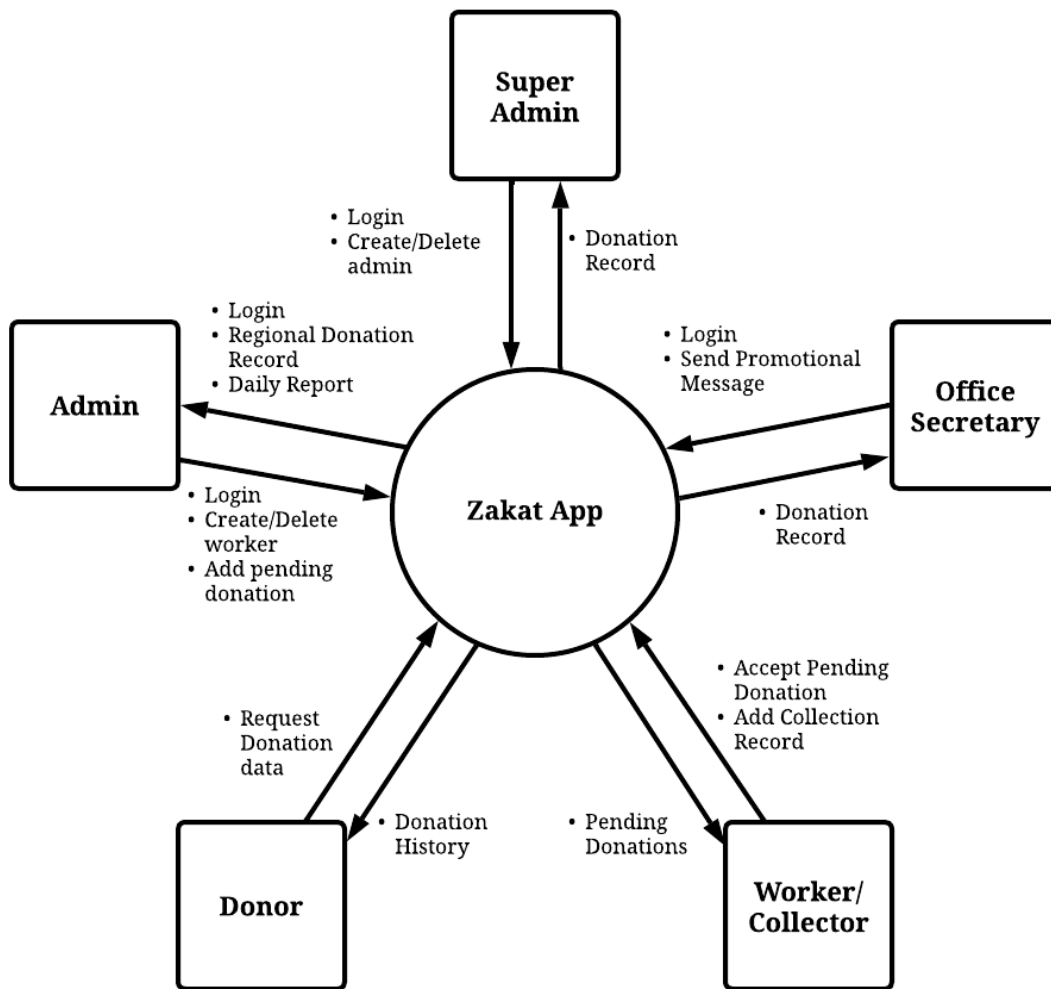 Super
Admin
• Login
• Create/Delete
admin
• Donation
Record
• Login
• Regional Donation
Record
• Daily Report
• Login
• Send Promotional
Message
Admin
Office
Secretary
Zakat App
• Login
• Create/Delete
worker
• Add pending
donation
• Donation
Record
• Request
Donation
data
• Accept Pending
Donation
• Add Collection
Record
• Donation
History
• Pending
Donations
Donor
Worker/
Collector